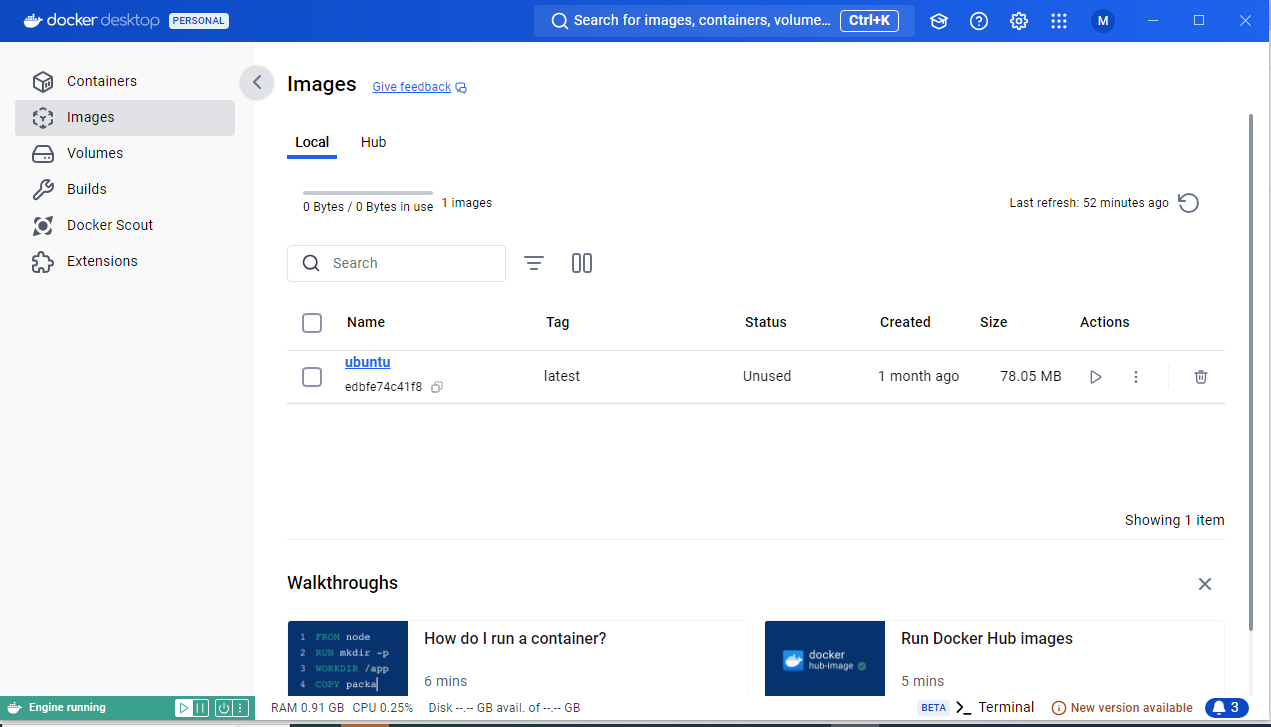 docker desktop PERSONAL
Search for images, containers, volume... Ctrl+K
M
Containers
Images
Volumes
Builds
Docker Scout
Extensions
Images Give feedback
Local Hub
0 Bytes / 0 Bytes in use 1 images
Last refresh: 52 minutes ago
Search
Name Tag Status Created Size Actions
ubuntu
edbfe74c41f8
latest Unused 1 month ago 78.05 MB
Showing 1 item
Walkthroughs
1 FROM node
2 RUN mkdir -p
3 WORKDIR /app
4 COPY packa
How do I run a container?
6 mins
docker
hub-image
Run Docker Hub images
5 mins
Engine running
RAM 0.91 GB CPU 0.25% Disk --.-- GB avail. of --.-- GB
BETA >_ Terminal
New version available
3